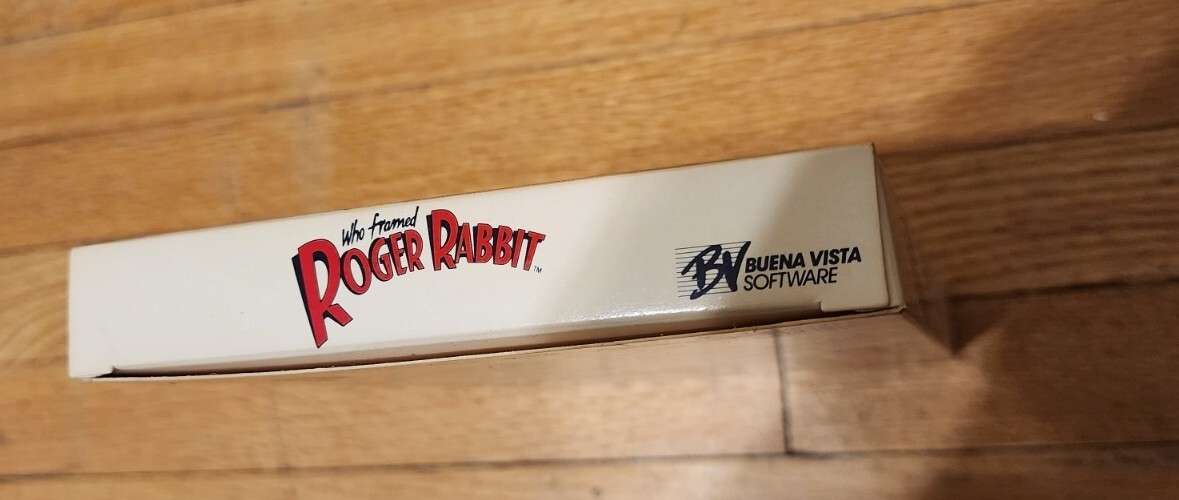 Who framed
ROGER RABBIT™
BV BUENA VISTA
SOFTWARE